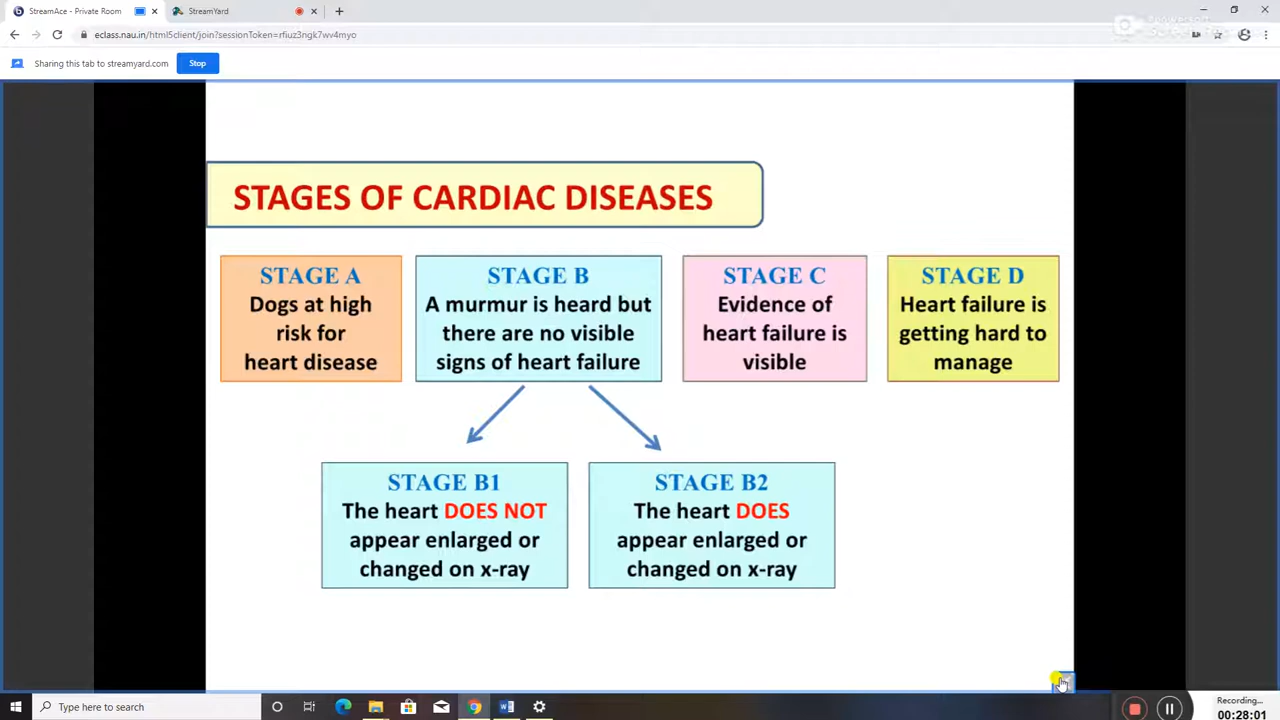 StreamAce - Private Room
StreamYard
eclass.nau.in/html5client/join?sessionToken=rfiuz3ngk7wv4myo
Sharing this tab to streamyard.com
Stop
STAGES OF CARDIAC DISEASES
STAGE A
Dogs at high
risk for
heart disease
STAGE B
A murmur is heard but
there are no visible
signs of heart failure
STAGE C
Evidence of
heart failure is
visible
STAGE D
Heart failure is
getting hard to
manage
STAGE B1
The heart DOES NOT
appear enlarged or
changed on x-ray
STAGE B2
The heart DOES
appear enlarged or
changed on x-ray
Type here to search
Recording...
00:28:01